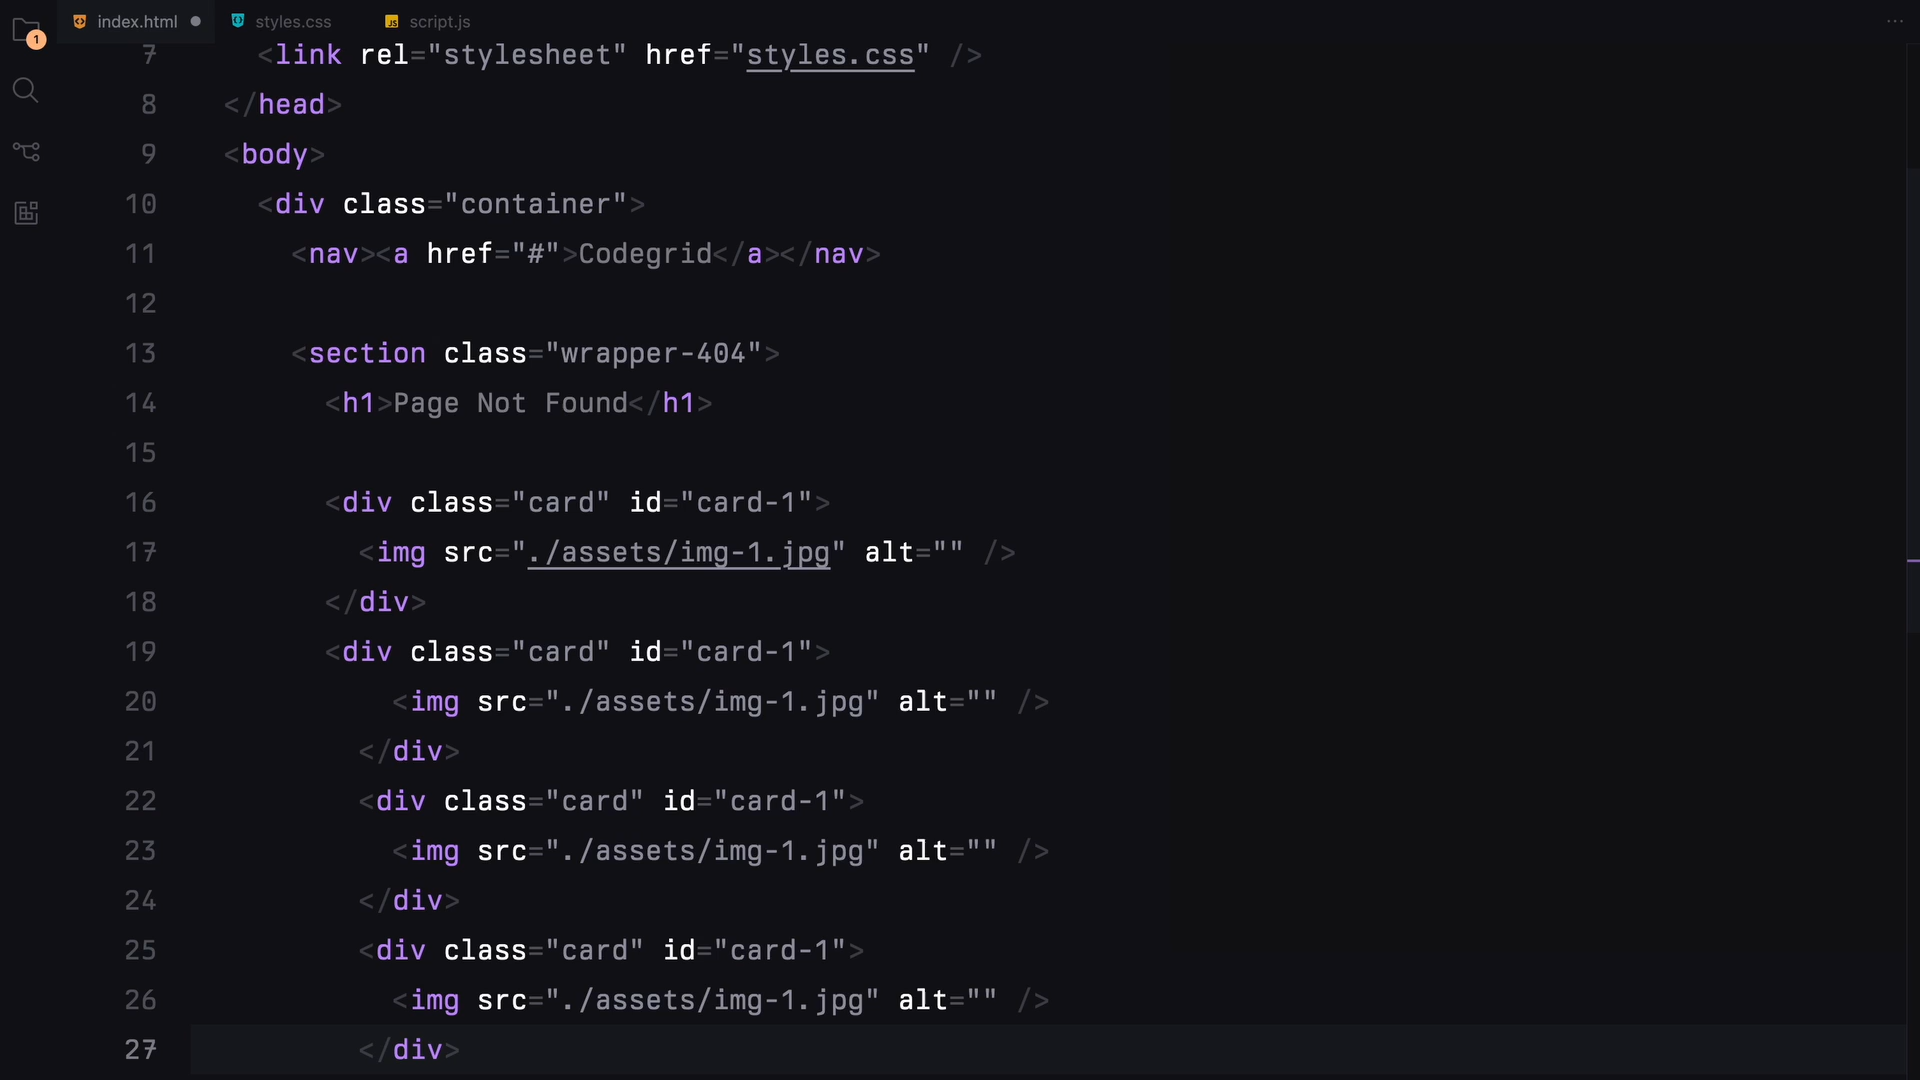 1
index.html
styles.css
JS script.js
7 <link rel="stylesheet" href="styles.css" />
8 </head>
9 <body>
10 <div class="container">
11 <nav><a href="#">Codegrid</a></nav>
12
13 <section class="wrapper-404">
14 <h1>Page Not Found</h1>
15
16 <div class="card" id="card-1">
17 <img src="./assets/img-1.jpg" alt="" />
18 </div>
19 <div class="card" id="card-1">
20 <img src="./assets/img-1.jpg" alt="" />
21 </div>
22 <div class="card" id="card-1">
23 <img src="./assets/img-1.jpg" alt="" />
24 </div>
25 <div class="card" id="card-1">
26 <img src="./assets/img-1.jpg" alt="" />
27 </div>